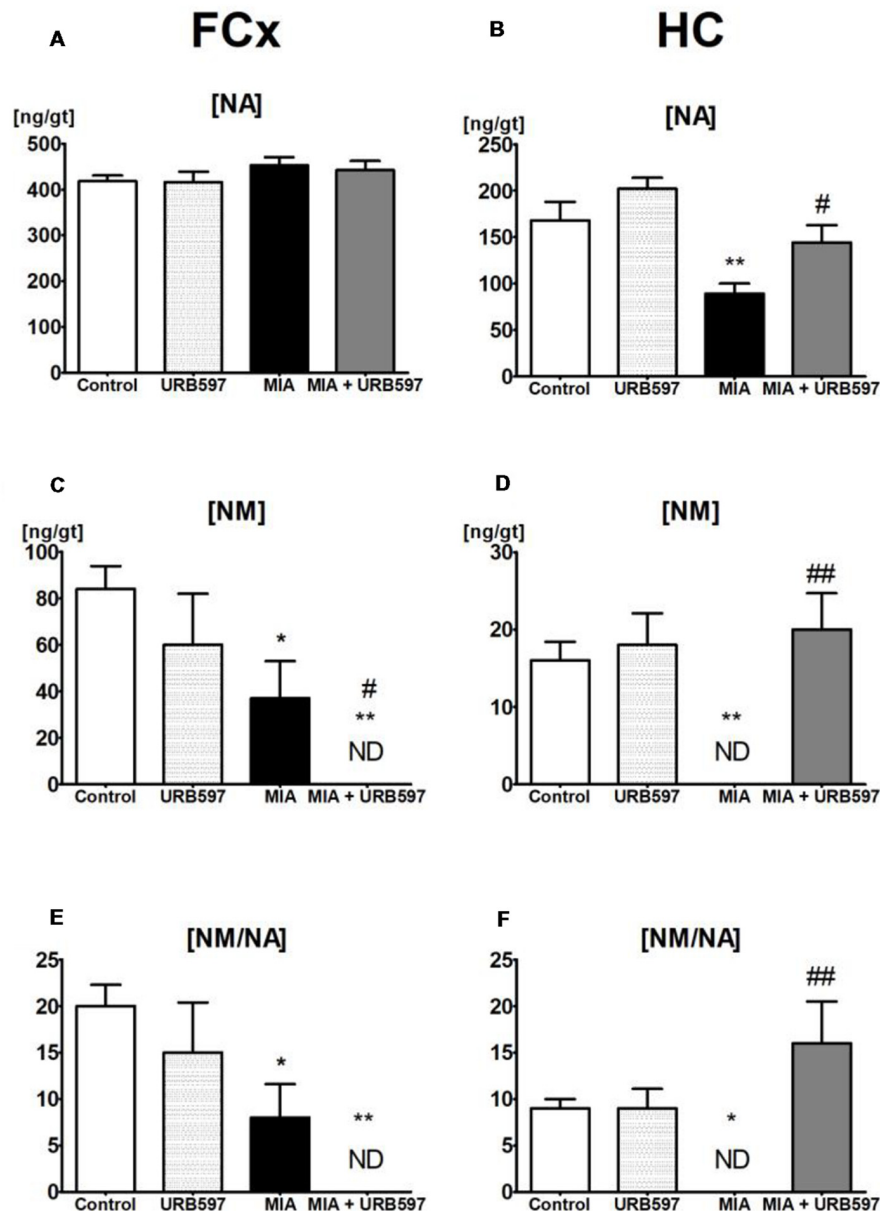 A FCx
[NA]
[ng/gt]
500
400
300
200
100
0
Control URB597 MIA MIA + URB597
B HC
[NA]
[ng/gt]
250
200
150
100
50
0
**
#
Control URB597 MIA MIA + URB597
C
[NM]
[ng/gt]
100
80
60
40
20
0
*
#
**
ND
Control URB597 MIA MIA + URB597
D
[NM]
[ng/gt]
30
20
10
0
**
ND
##
Control URB597 MIA MIA + URB597
E
[NM/NA]
25
20
15
10
5
0
*
**
ND
Control URB597 MIA MIA + URB597
F
[NM/NA]
25
20
15
10
5
0
*
ND
##
Control URB597 MIA MIA + URB597